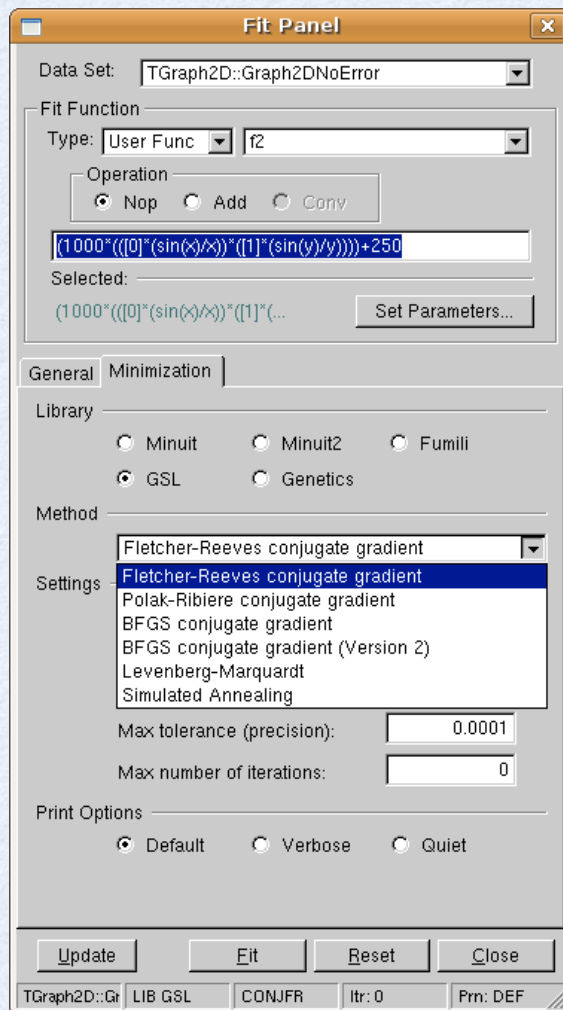 Fit Panel
Data Set: TGraph2D::Graph2DNoError
Fit Function
Type: User Func f2
Operation
Nop Add Conv
(1000*(([0]*(sin(x)/x))*([1]*(sin(y)/y))))+250
Selected:
(1000*(([0]*(sin(x)/x))*([1]*(... Set Parameters...
General Minimization
Library
Minuit Minuit2 Fumili
GSL Genetics
Method
Fletcher-Reeves conjugate gradient
Settings Fletcher-Reeves conjugate gradient
Polak-Ribiere conjugate gradient
BFGS conjugate gradient
BFGS conjugate gradient (Version 2)
Levenberg-Marquardt
Simulated Annealing
Max tolerance (precision): 0.0001
Max number of iterations: 0
Print Options
Default Verbose Quiet
Update Fit Reset Close
TGraph2D::Gr LIB GSL CONJFR Itr: 0 Prn: DEF